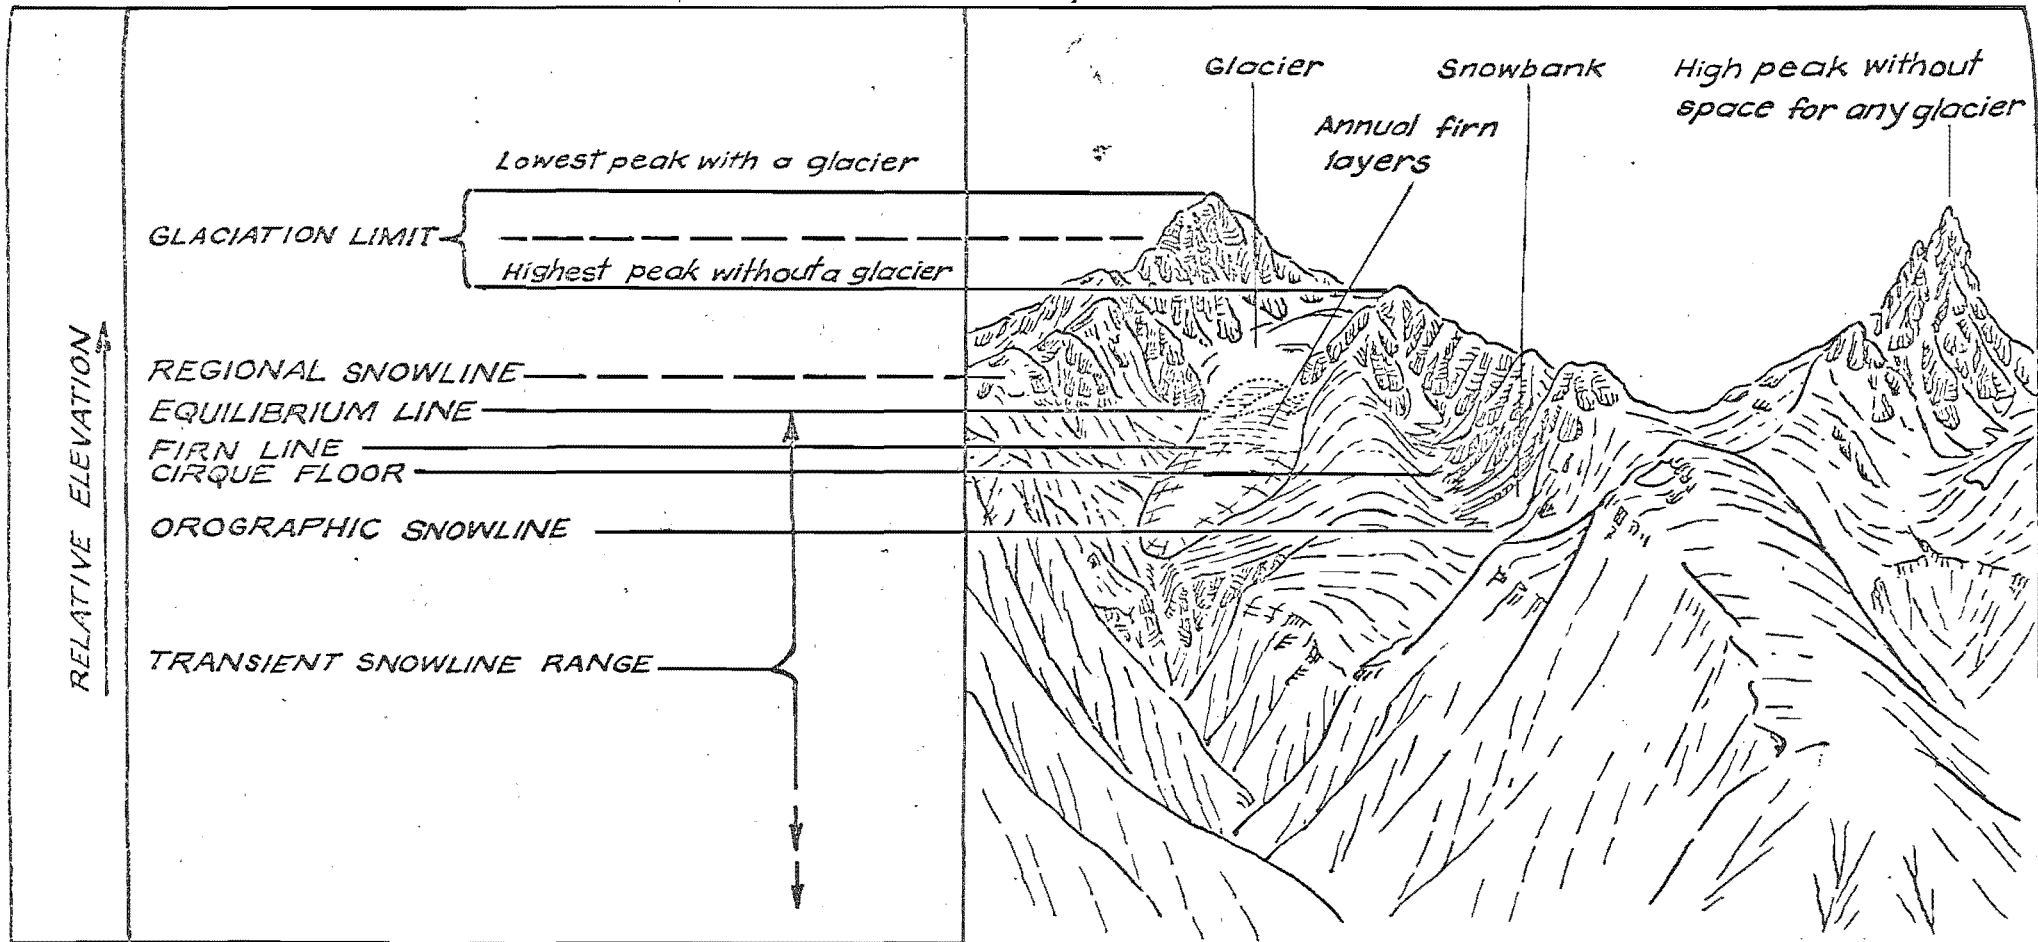 Glacier
Snowbank
High peak without
space for any glacier
Annual firn
layers
Lowest peak with a glacier
GLACIATION LIMIT
Highest peak without a glacier
RELATIVE ELEVATION
REGIONAL SNOWLINE
EQUILIBRIUM LINE
FIRN LINE
CIRQUE FLOOR
OROGRAPHIC SNOWLINE
TRANSIENT SNOWLINE RANGE